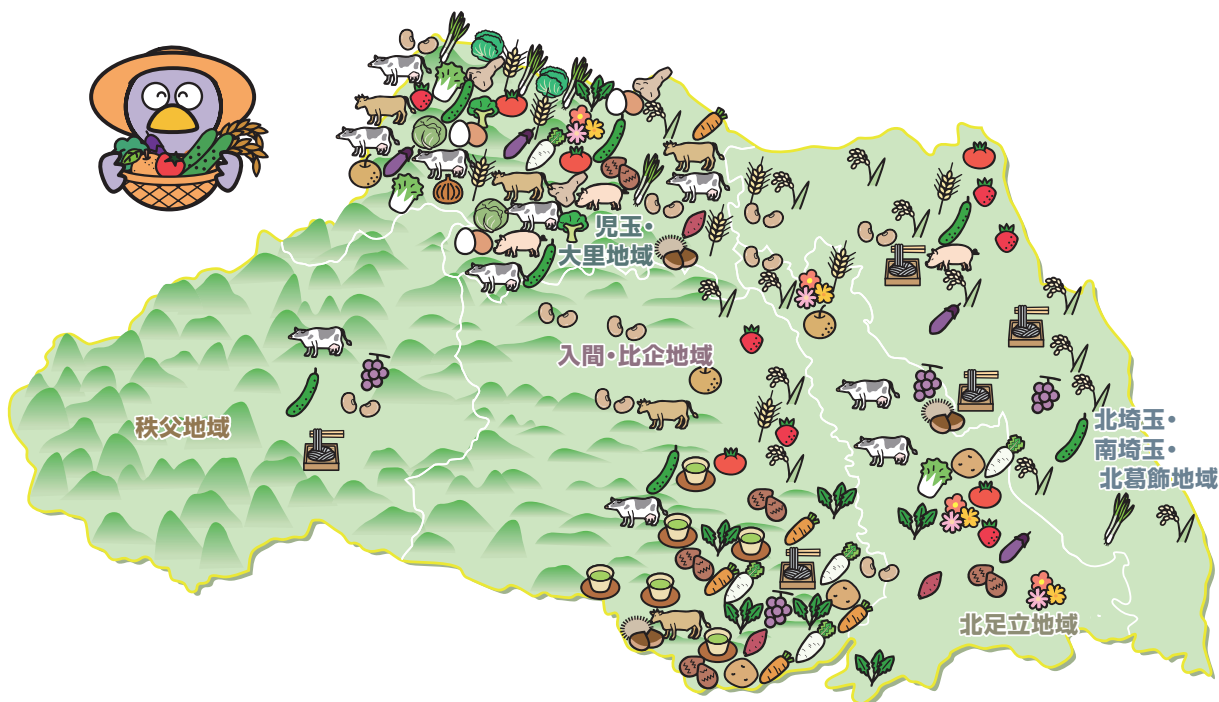 児玉・
大里地域
入間・比企地域
秩父地域
北埼玉・
南埼玉・
北葛飾地域
北足立地域